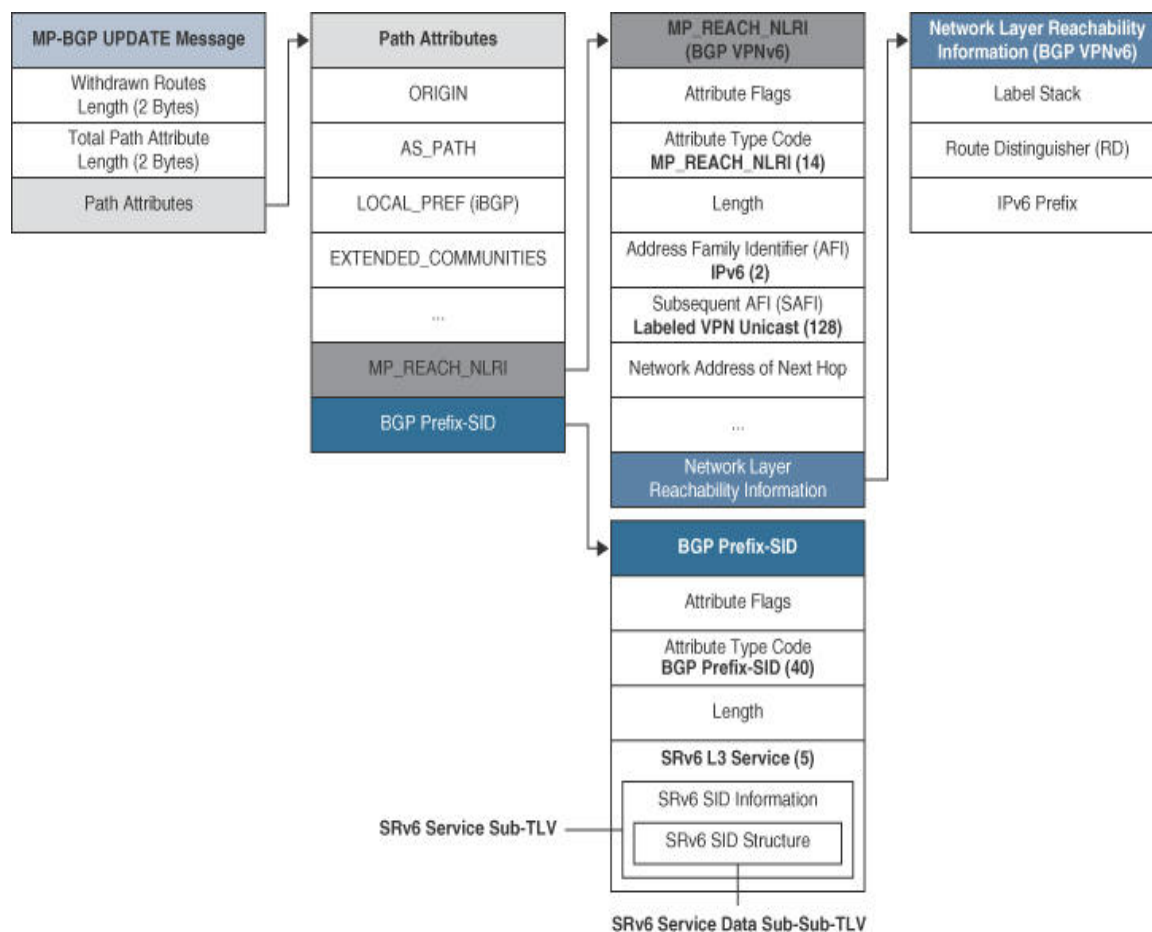 MP-BGP UPDATE Message
Withdrawn Routes
Length (2 Bytes)
Total Path Attribute
Length (2 Bytes)
Path Attributes
Path Attributes
ORIGIN
AS_PATH
LOCAL_PREF (iBGP)
EXTENDED_COMMUNITIES
...
MP_REACH_NLRI
BGP Prefix-SID
MP_REACH_NLRI
(BGP VPNv6)
Attribute Flags
Attribute Type Code
MP_REACH_NLRI (14)
Length
Address Family Identifier (AFI)
IPv6 (2)
Subsequent AFI (SAFI)
Labeled VPN Unicast (128)
Network Address of Next Hop
...
Network Layer
Reachability Information
Network Layer Reachability
Information (BGP VPNv6)
Label Stack
Route Distinguisher (RD)
IPv6 Prefix
BGP Prefix-SID
Attribute Flags
Attribute Type Code
BGP Prefix-SID (40)
Length
SRv6 L3 Service (5)
SRv6 SID Information
SRv6 Service Sub-TLV
SRv6 SID Structure
SRv6 Service Data Sub-Sub-TLV